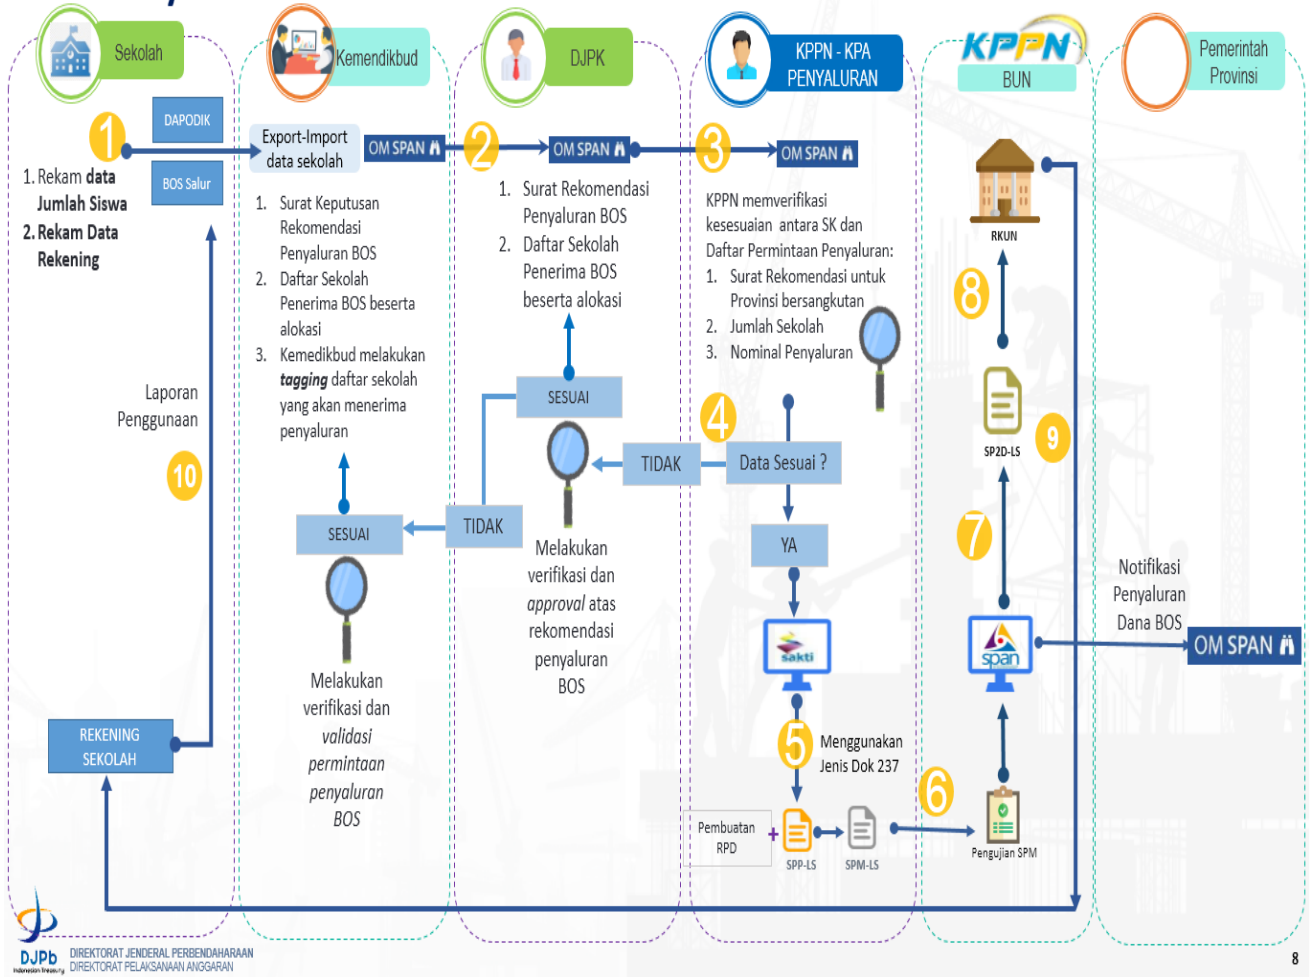 Sekolah
Kemendikbud
DJPK
KPPN - KPA
PENYALURAN
KPPN
BUN
Pemerintah
Provinsi
1
DAPODIK
BOS Salur
1. Rekam data
Jumlah Siswa
2. Rekam Data
Rekening
Export-Import
data sekolah
OM SPAN
1. Surat Keputusan
Rekomendasi
Penyaluran BOS
2. Daftar Sekolah
Penerima BOS beserta
alokasi
3. Kemedikbud melakukan
tagging daftar sekolah
yang akan menerima
penyaluran
SESUAI
Melakukan
verifikasi dan
validasi
permintaan
penyaluran
BOS
2
OM SPAN
1. Surat Rekomendasi
Penyaluran BOS
2. Daftar Sekolah
Penerima BOS
beserta alokasi
SESUAI
TIDAK
Melakukan
verifikasi dan
approval atas
rekomendasi
penyaluran
BOS
3
OM SPAN
KPPN memverifikasi
kesesuaian antara SK dan
Daftar Permintaan Penyaluran:
1. Surat Rekomendasi untuk
Provinsi bersangkutan
2. Jumlah Sekolah
3. Nominal Penyaluran
4
TIDAK
Data Sesuai ?
YA
sakti
5
Menggunakan
Jenis Dok 237
Pembuatan
RPD
+
SPP-LS
SPM-LS
6
Pengujian SPM
span
7
SP2D-LS
8
RKUN
9
Notifikasi
Penyaluran
Dana BOS
OM SPAN
Laporan
Penggunaan
10
REKENING
SEKOLAH
DJPb
Indonesian Treasury
DIREKTORAT JENDERAL PERBENDAHARAAN
DIREKTORAT PELAKSANAAN ANGGARAN
8